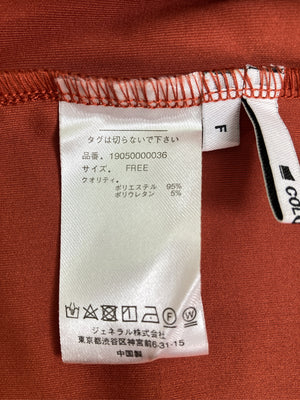 タグは切らないで下さい
品番. 19050000036
サイズ. FREE
クオリティ.
ポリエステル 95%
ポリウレタン 5%
ジェネラル株式会社
東京都渋谷区神宮前6-31-15
中国製
F
COLO